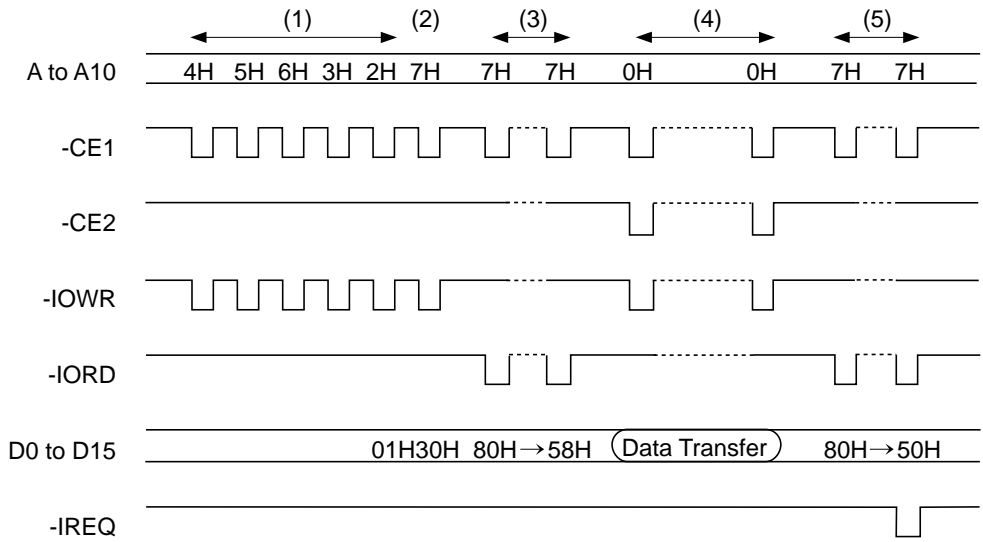 (1) (2) (3) (4) (5)
A to A10 4H 5H 6H 3H 2H 7H 7H 7H 0H 0H 7H 7H
-CE1
-CE2
-IOWR
-IORD
D0 to D15 01H30H 80H→58H Data Transfer 80H→50H
-IREQ